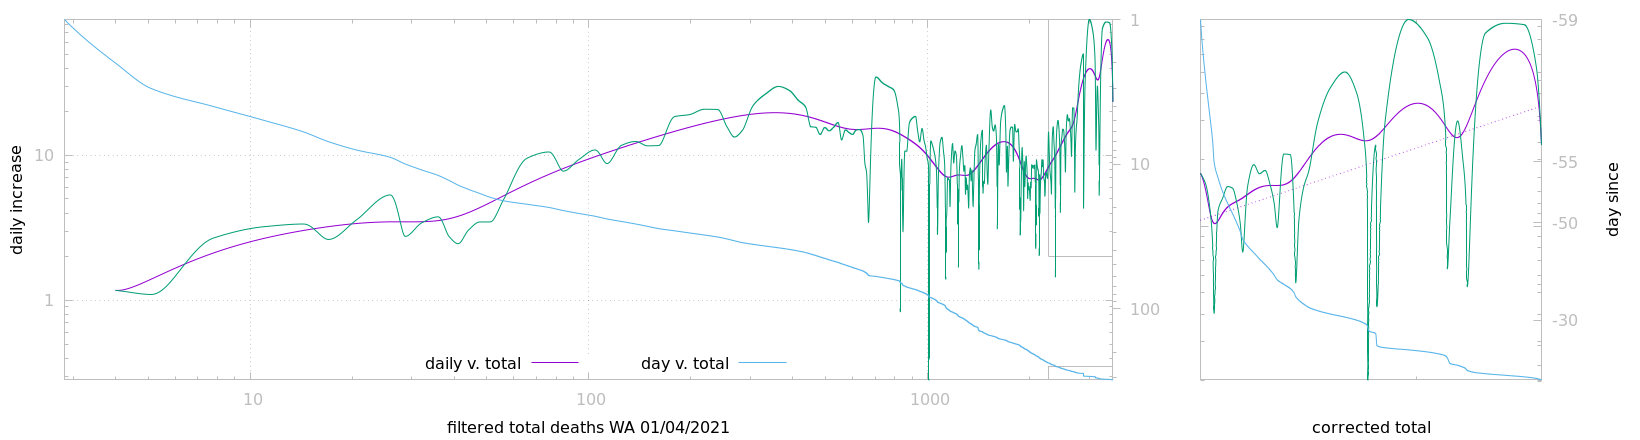 daily increase
10
1
10
100
1000
1
10
100
daily v. total
day v. total
filtered total deaths WA 01/04/2021
-59
-55
-50
-30
day since
corrected total